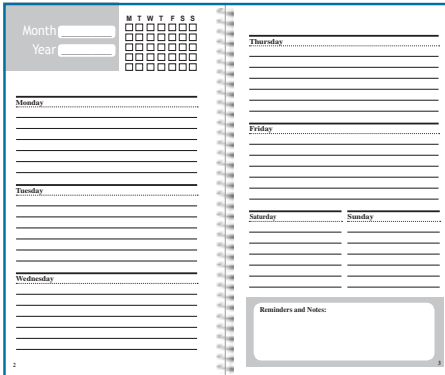 Month
Year
M T W T F S S
Monday
Tuesday
Wednesday
2
Thursday
Friday
Saturday
Sunday
Reminders and Notes:
3